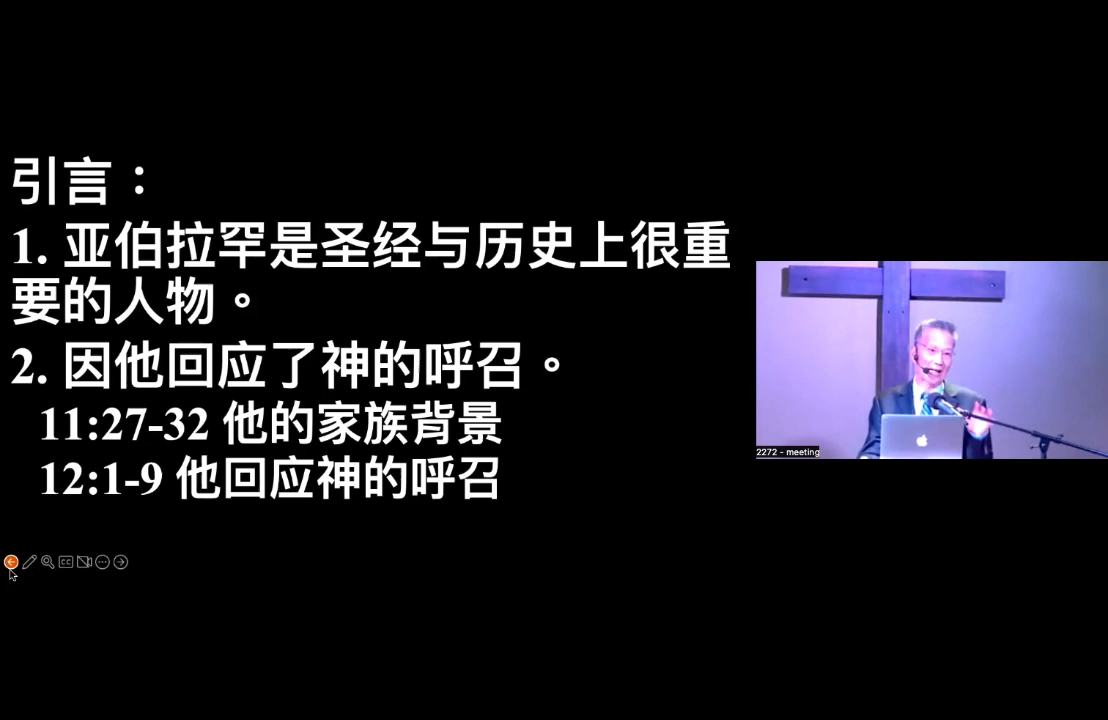 引言：
1. 亚伯拉罕是圣经与历史上很重
要的人物。
2. 因他回应了神的呼召。
11:27-32 他的家族背景
12:1-9 他回应神的呼召
2272 - meeting
CC